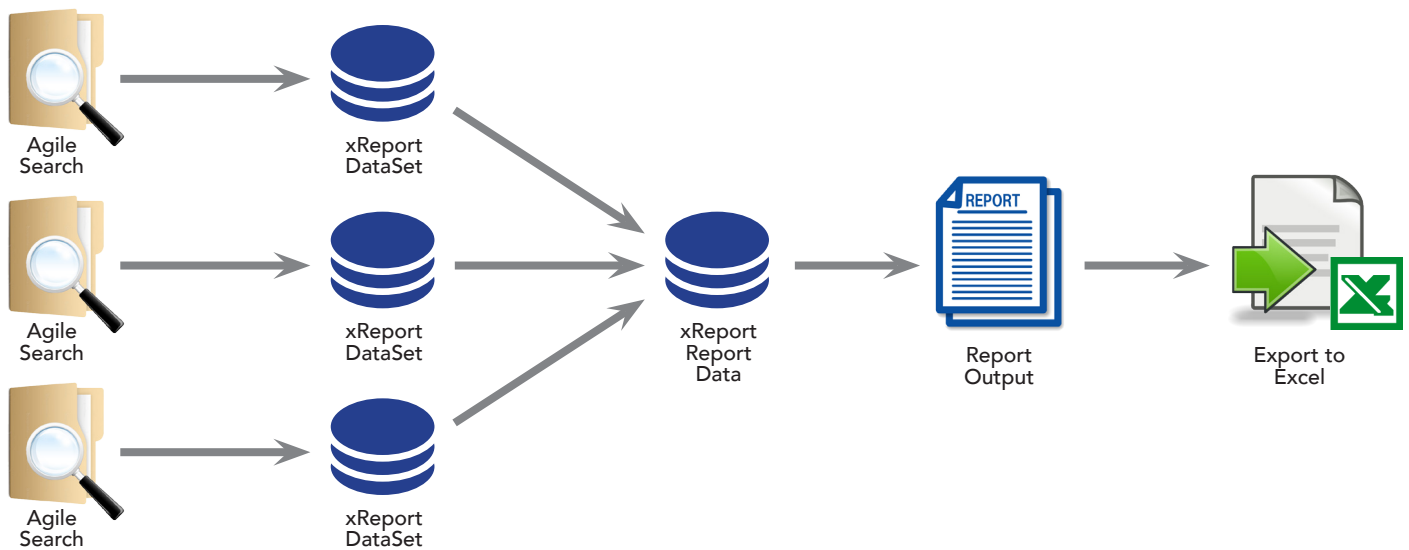 Agile
Search
xReport
DataSet
Agile
Search
xReport
DataSet
Agile
Search
xReport
DataSet
xReport
Report
Data
REPORT
Report
Output
Export to
Excel